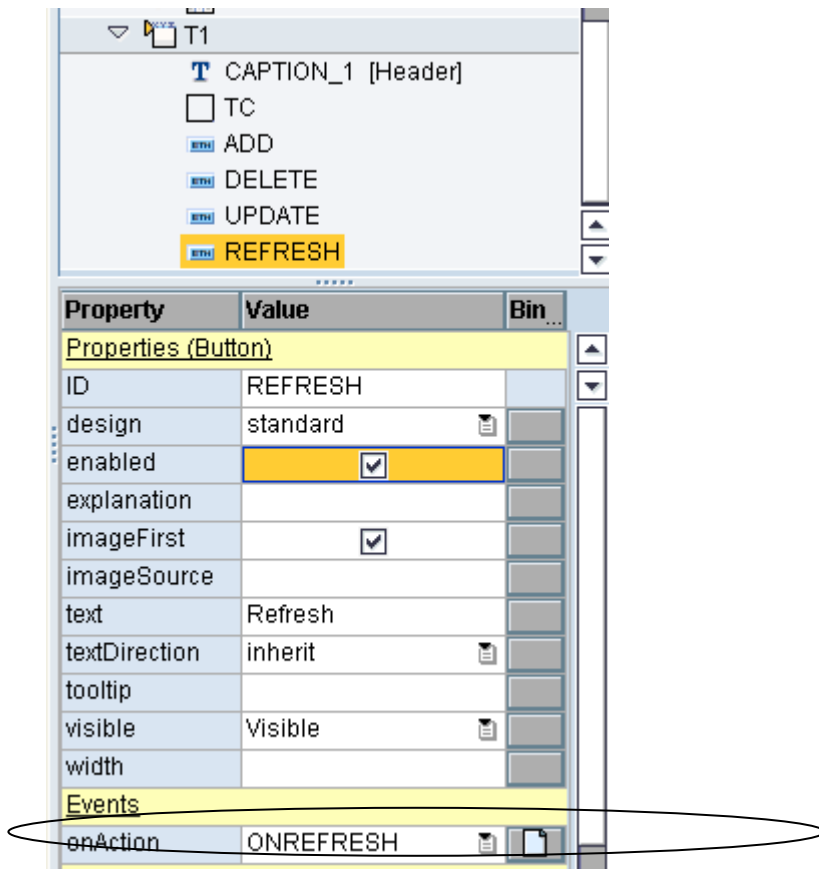 T1
T CAPTION_1 [Header]
TC
ADD
DELETE
UPDATE
REFRESH
Property Value Bin...
Properties (Button)
ID REFRESH
design standard
enabled
explanation
imageFirst
imageSource
text Refresh
textDirection inherit
tooltip
visible Visible
width
Events
onAction ONREFRESH